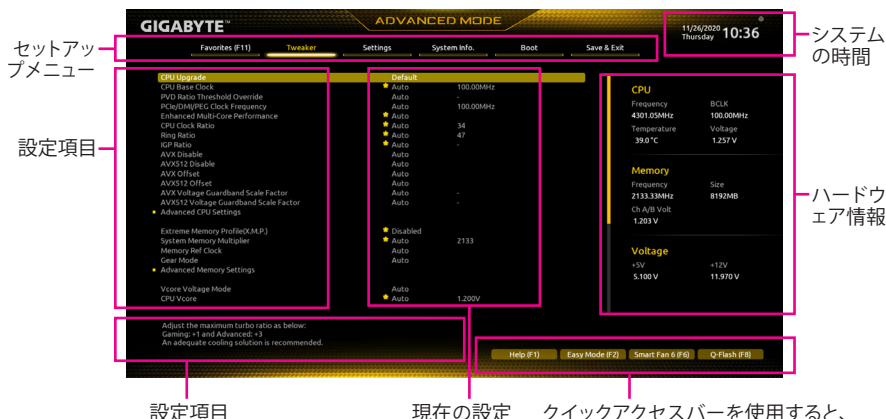 GIGABYTE™
ADVANCED MODE
11/26/2020 Thursday 10:36
システムの時間
セットアップメニュー
Favorites (F11) Tweaker Settings System Info. Boot Save & Exit
設定項目
CPU Upgrade Default
CPU Base Clock Auto 100.00MHz
PVD Ratio Threshold Override Auto -
PCIe/DMI/PEG Clock Frequency Auto 100.00MHz
Enhanced Multi-Core Performance Auto
CPU Clock Ratio Auto 34
Ring Ratio Auto 47
IGP Ratio Auto -
AVX Disable Auto
AVX512 Disable Auto
AVX Offset Auto
AVX512 Offset Auto
AVX Voltage Guardband Scale Factor Auto -
AVX512 Voltage Guardband Scale Factor Auto -
Advanced CPU Settings
Extreme Memory Profile(X.M.P.) Disabled
System Memory Multiplier Auto 2133
Memory Ref Clock Auto
Gear Mode Auto
Advanced Memory Settings
Vcore Voltage Mode Auto
CPU Vcore Auto 1.200V
CPU
Frequency BCLK
4301.05MHz 100.00MHz
Temperature Voltage
39.0 °C 1.257 V
Memory
Frequency Size
2133.33MHz 8192MB
Ch A/B Volt
1.203 V
Voltage
+5V +12V
5.100 V 11.970 V
ハードウェア情報
Adjust the maximum turbo ratio as below:
Gaming: +1 and Advanced: +3
An adequate cooling solution is recommended.
Help (F1) Easy Mode (F2) Smart Fan 6 (F6) Q-Flash (F8)
設定項目 現在の設定 クイックアクセスバーを使用すると、